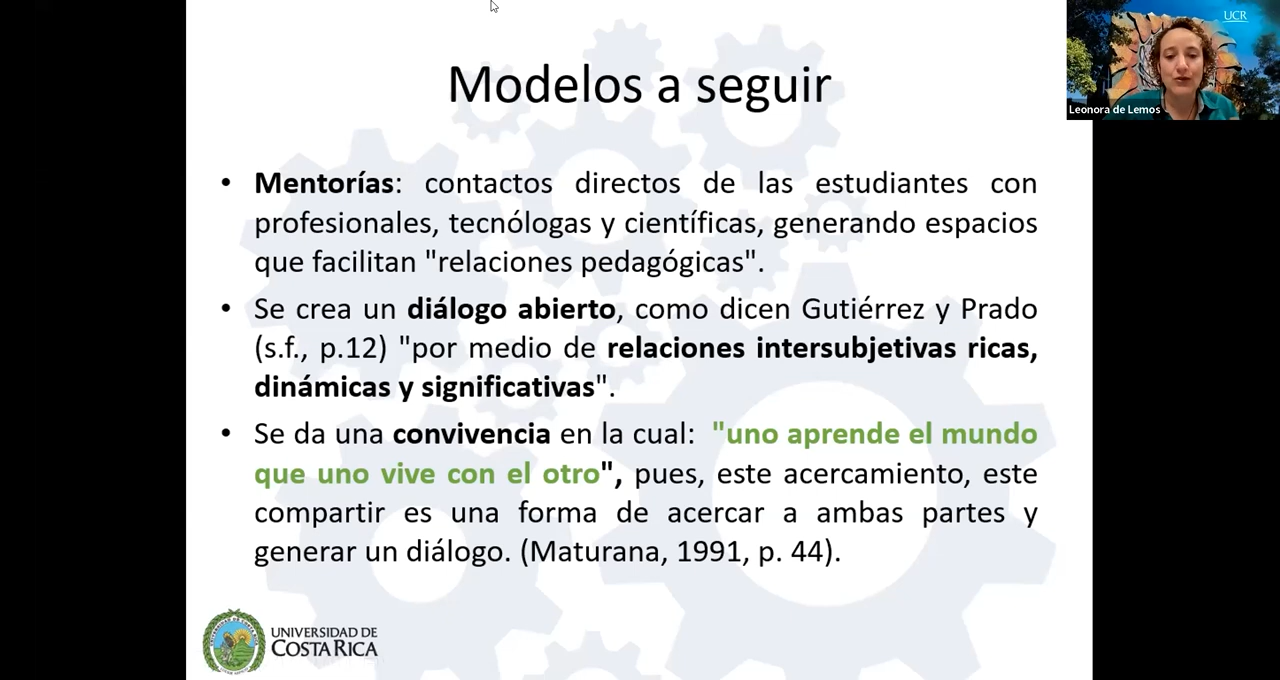 UCR
Leonora de Lemos
Modelos a seguir
• Mentorías: contactos directos de las estudiantes con
profesionales, tecnólogas y científicas, generando espacios
que facilitan "relaciones pedagógicas".
• Se crea un diálogo abierto, como dicen Gutiérrez y Prado
(s.f., p.12) "por medio de relaciones intersubjetivas ricas,
dinámicas y significativas".
• Se da una convivencia en la cual: "uno aprende el mundo
que uno vive con el otro", pues, este acercamiento, este
compartir es una forma de acercar a ambas partes y
generar un diálogo. (Maturana, 1991, p. 44).
UNIVERSIDAD DE
COSTA RICA